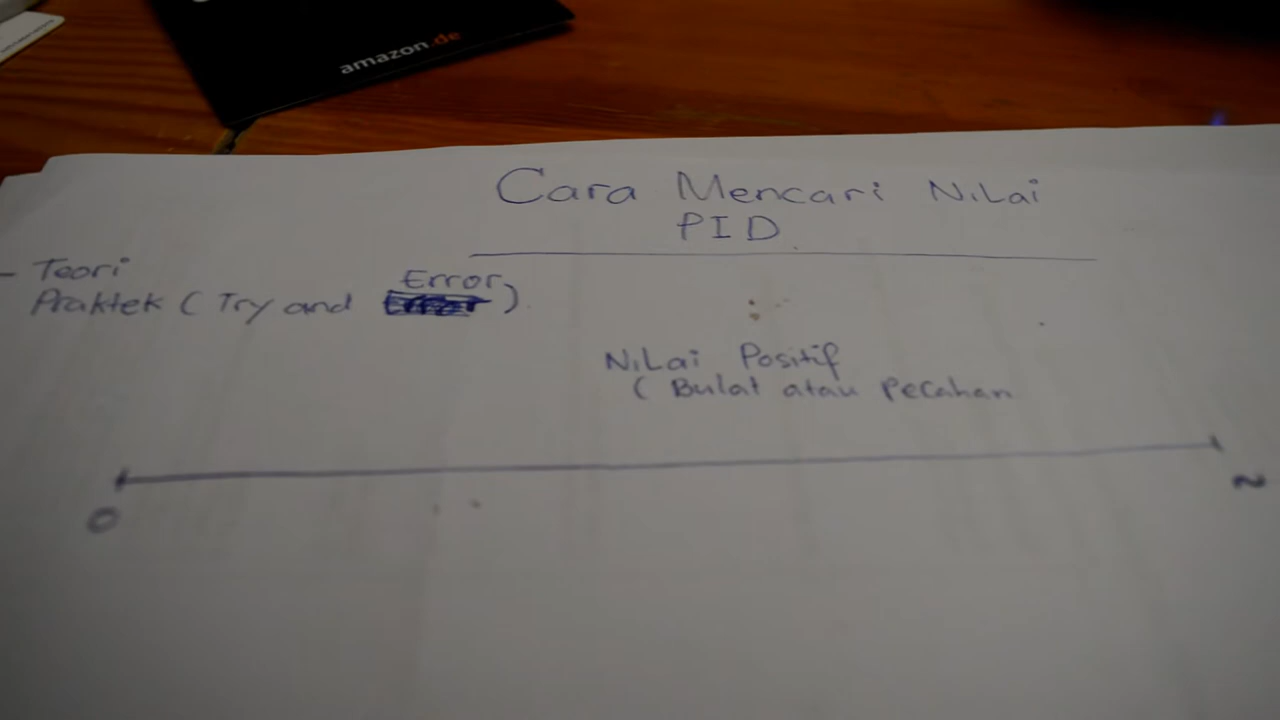 amazon.de
Cara Mencari Nilai
PID
- Teori
Praktek ( Try and Error )
Nilai Positif
( Bulat atau Pecahan
0
~